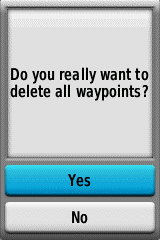 Do you really want to
delete all waypoints?
Yes
No